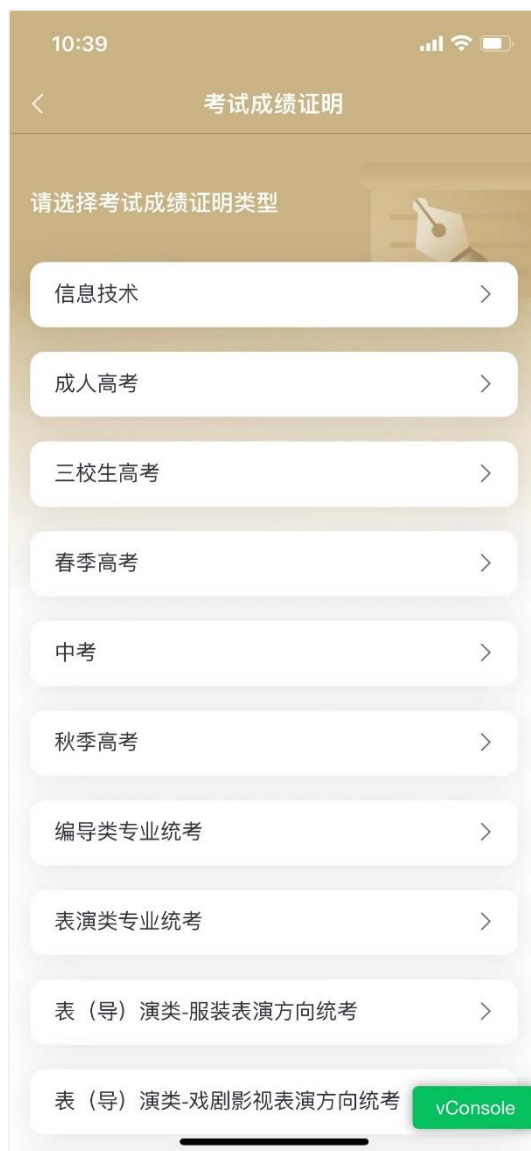 10:39
考试成绩证明
请选择考试成绩证明类型
信息技术
成人高考
三校生高考
春季高考
中考
秋季高考
编导类专业统考
表演类专业统考
表（导）演类-服装表演方向统考
表（导）演类-戏剧影视表演方向统考
vConsole